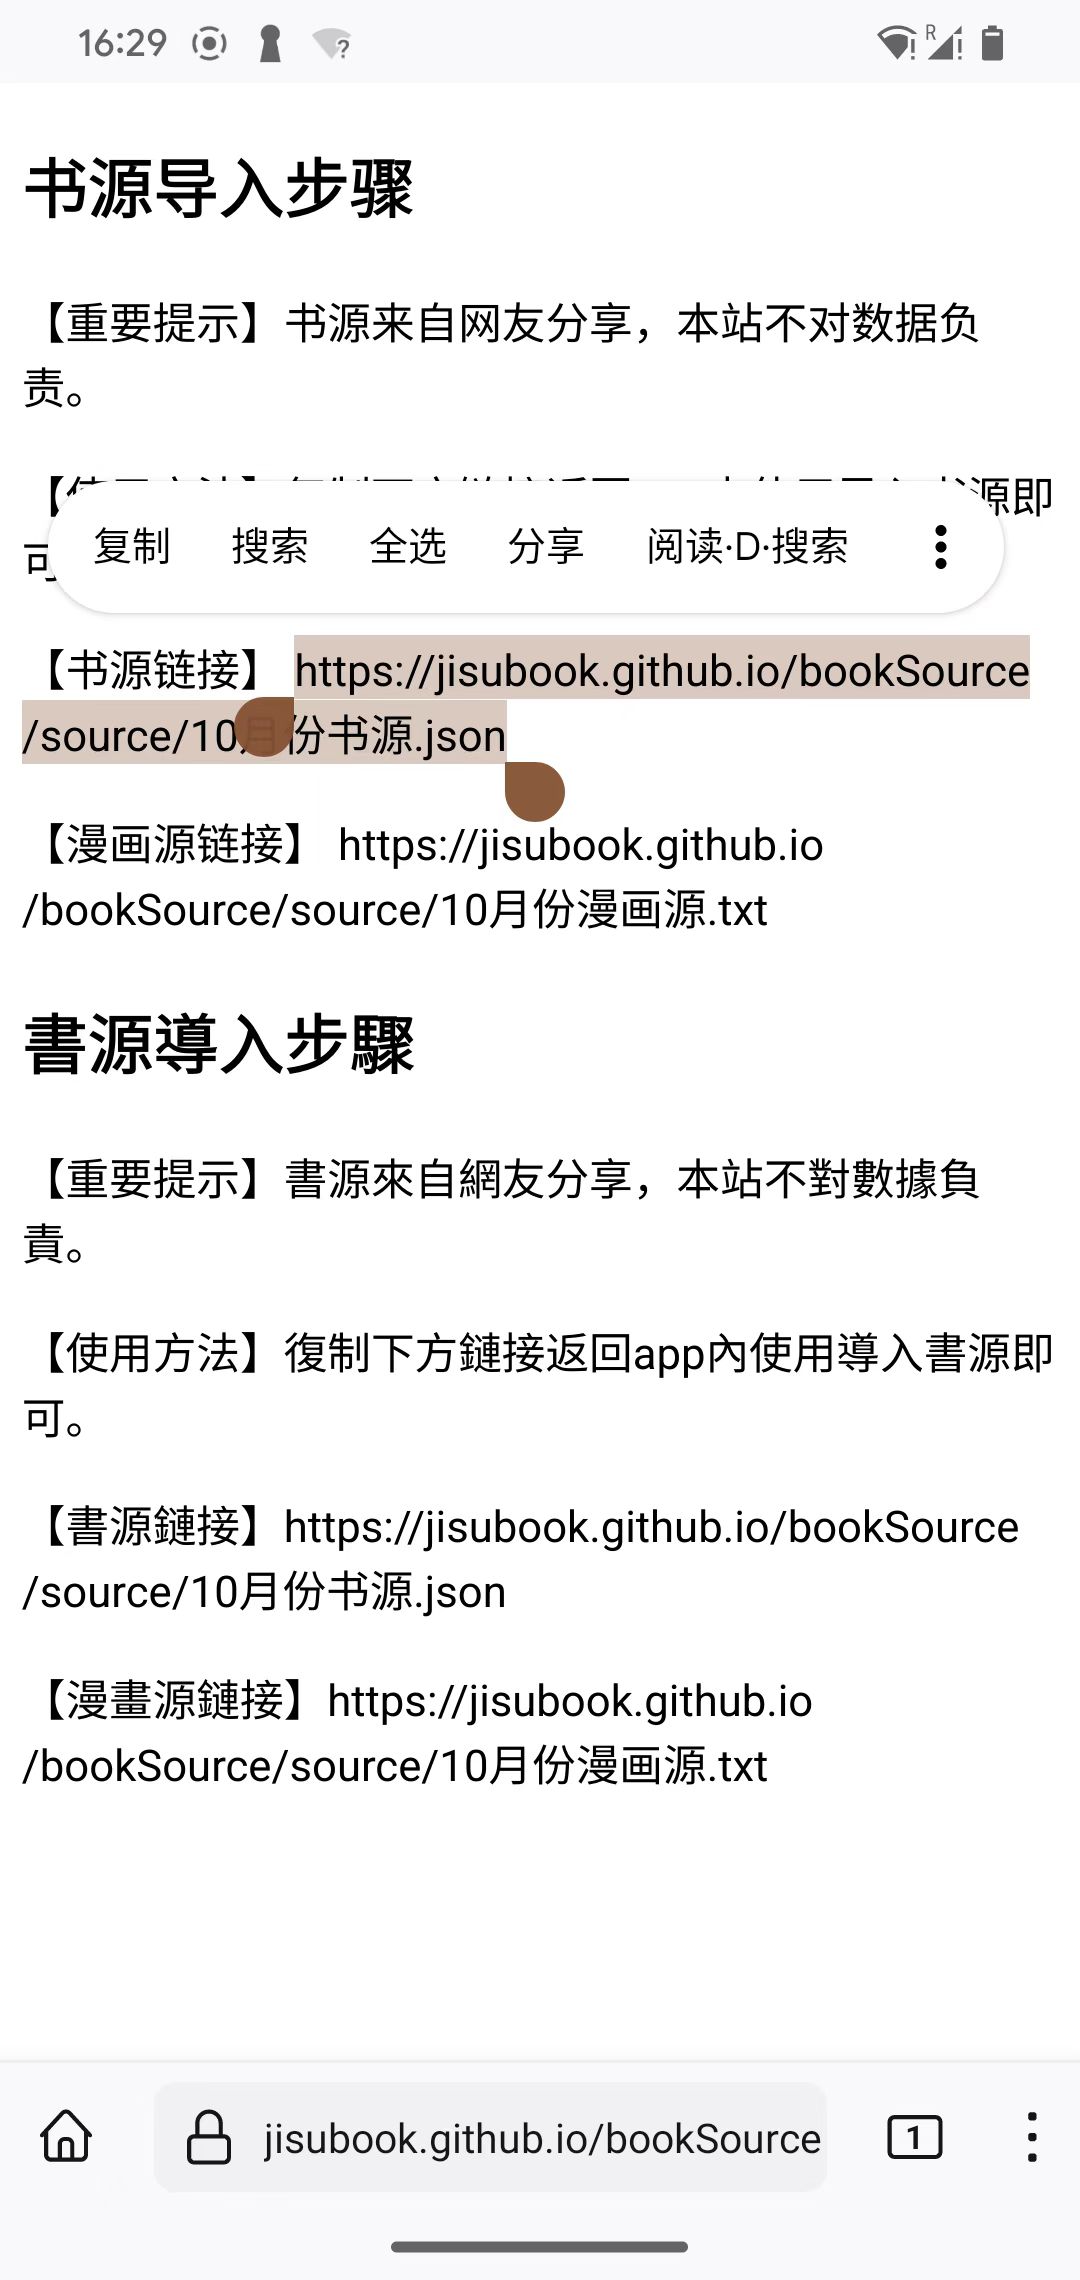 16:29
R
书源导入步骤
【重要提示】书源来自网友分享，本站不对数据负
责。
源即
复制 搜索 全选 分享 阅读·D·搜索
【书源链接】 https://jisubook.github.io/bookSource
/source/10月份书源.json
【漫画源链接】 https://jisubook.github.io
/bookSource/source/10月份漫画源.txt
書源導入步驟
【重要提示】書源來自網友分享，本站不對數據負
責。
【使用方法】復制下方鏈接返回app內使用導入書源即
可。
【書源鏈接】https://jisubook.github.io/bookSource
/source/10月份书源.json
【漫畫源鏈接】https://jisubook.github.io
/bookSource/source/10月份漫画源.txt
jisubook.github.io/bookSource
1